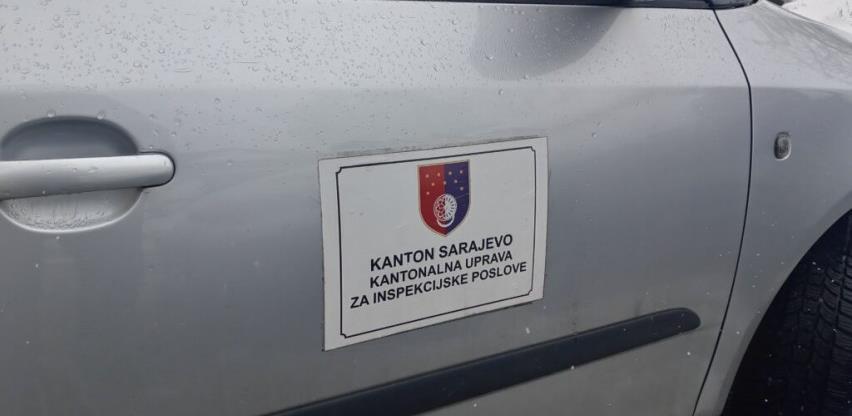 KANTON SARAJEVO
KANTONALNA UPRAVA
ZA INSPEKCIJSKE POSLOVE